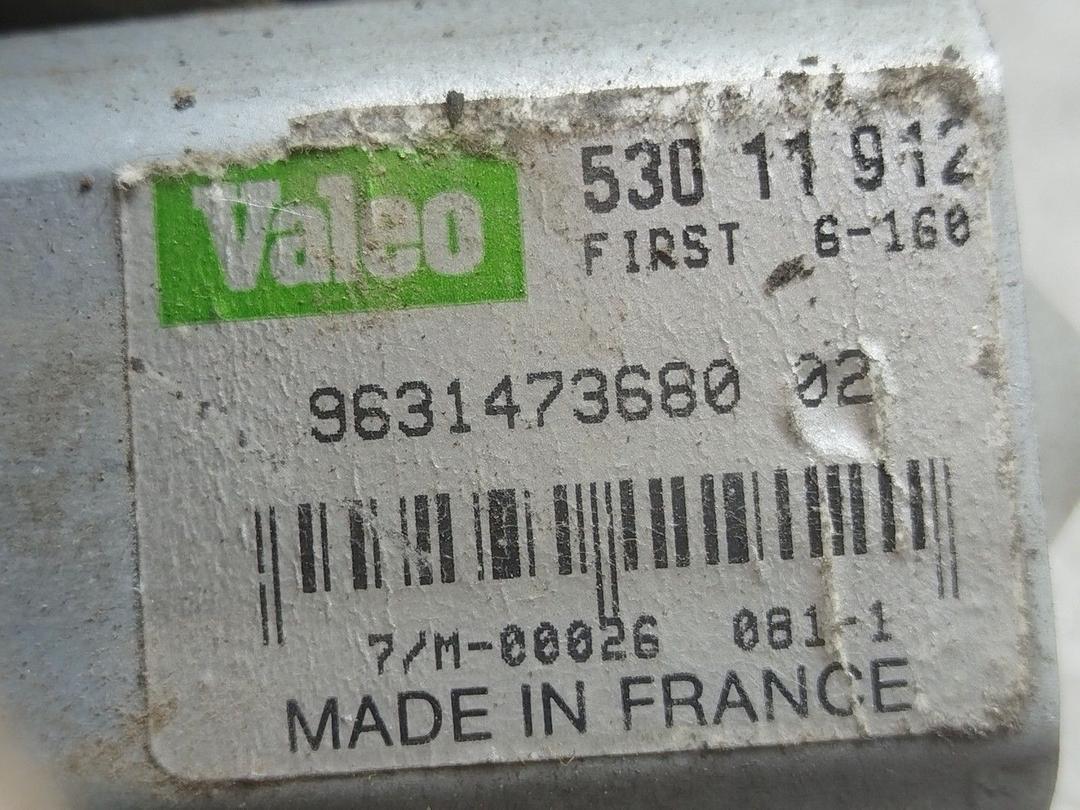 Valeo
530 11 912
FIRST 6-160
9631473680 02
7/M-00026 081-1
MADE IN FRANCE